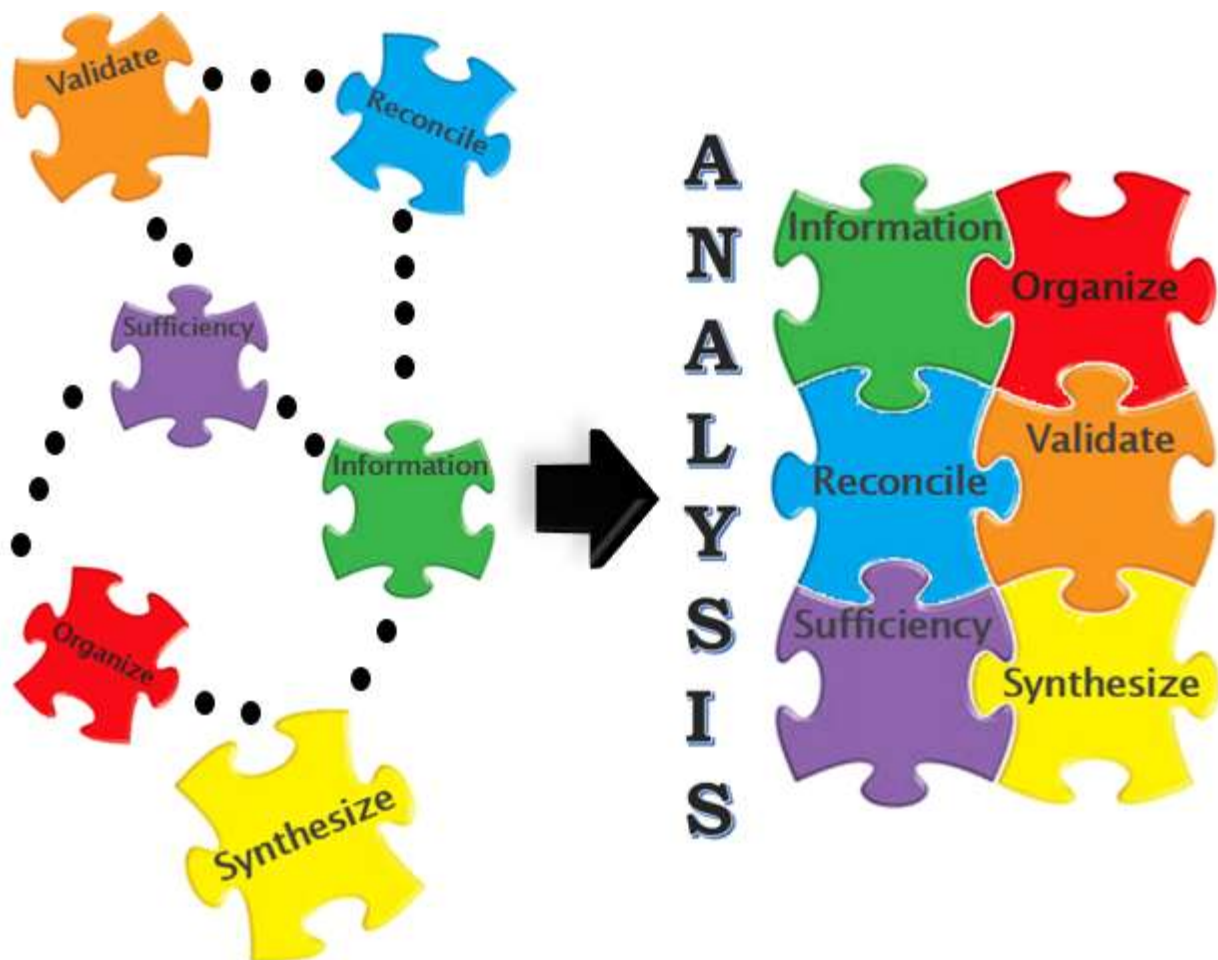 Validate
Reconcile
Sufficiency
Information
Organize
Synthesize
ANALYSIS
Information
Organize
Reconcile
Validate
Sufficiency
Synthesize